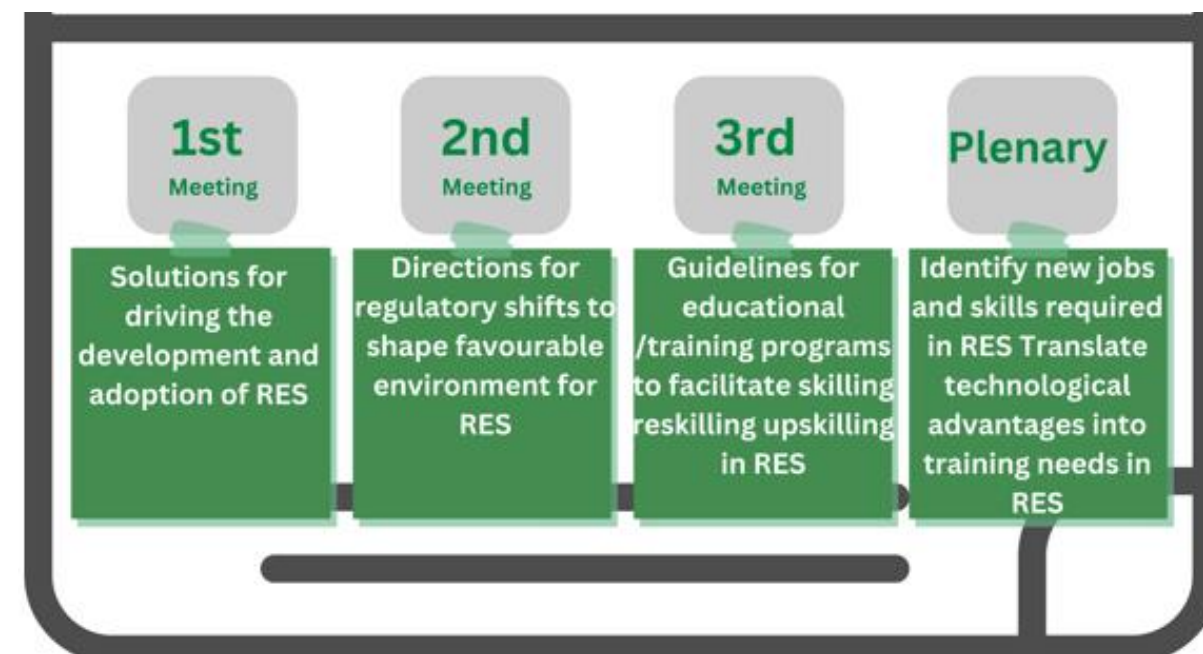 1st
Meeting
Solutions for
driving the
development and
adoption of RES
2nd
Meeting
Directions for
regulatory shifts to
shape favourable
environment for
RES
3rd
Meeting
Guidelines for
educational
/training programs
to facilitate skilling
reskilling upskilling
in RES
Plenary
Identify new jobs
and skills required
in RES Translate
technological
advantages into
training needs in
RES